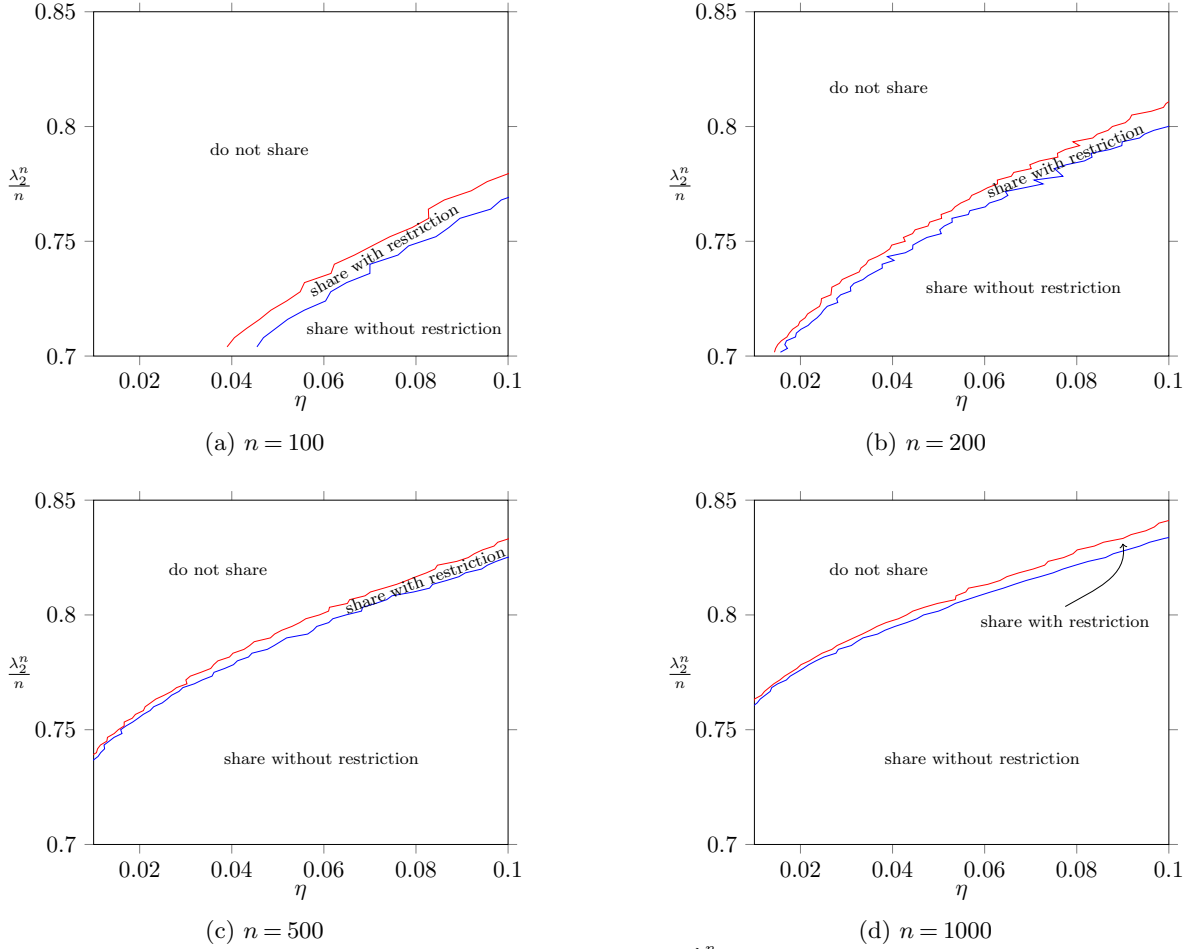 0.85
0.8
0.75
0.7
λ₂ⁿ/n
do not share
share with restriction
share without restriction
0.02 0.04 0.06 0.08 0.1
η
(a) n = 100
0.85
0.8
0.75
0.7
λ₂ⁿ/n
do not share
share with restriction
share without restriction
0.02 0.04 0.06 0.08 0.1
η
(b) n = 200
0.85
0.8
0.75
0.7
λ₂ⁿ/n
do not share
share with restriction
share without restriction
0.02 0.04 0.06 0.08 0.1
η
(c) n = 500
0.85
0.8
0.75
0.7
λ₂ⁿ/n
do not share
share with restriction
share without restriction
0.02 0.04 0.06 0.08 0.1
η
(d) n = 1000